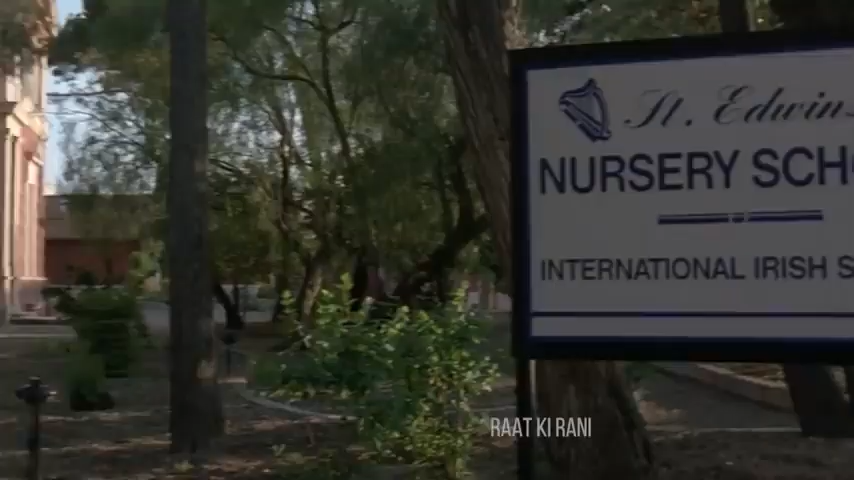 St. Edwin
NURSERY SCH
INTERNATIONAL IRISH S
RAAT KI RANI